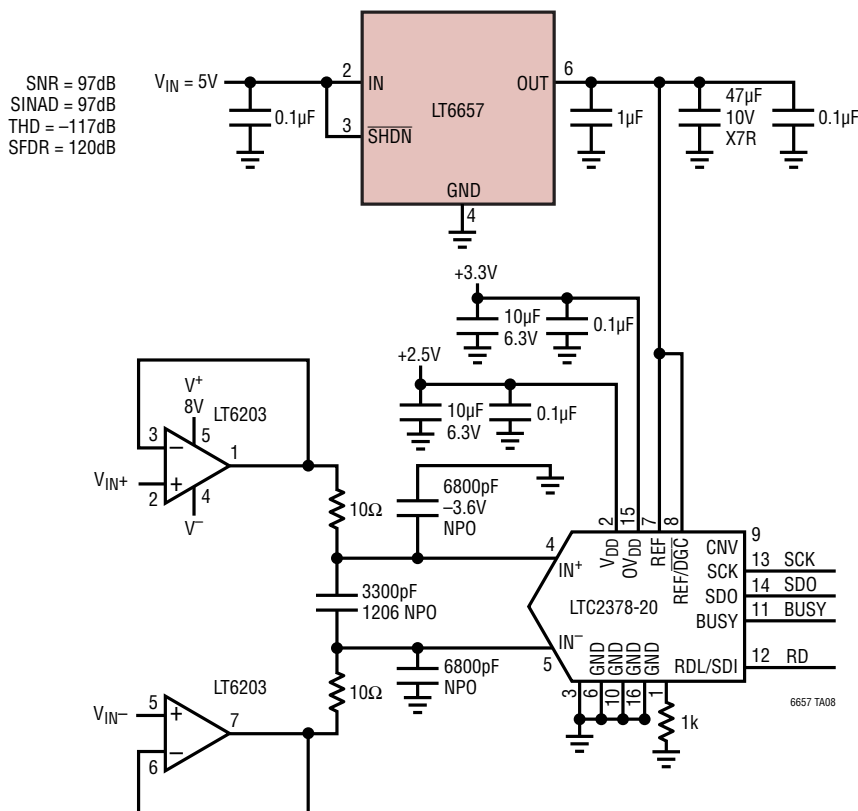 SNR = 97dB
SINAD = 97dB
THD = –117dB
SFDR = 120dB
V_IN = 5V
0.1µF
2
IN
3
SHDN
LT6657
OUT
6
GND
4
1µF
47µF
10V
X7R
0.1µF
+3.3V
10µF
6.3V
0.1µF
+2.5V
10µF
6.3V
0.1µF
V+
8V
LT6203
3
5
1
–
+
V_IN+
2
4
V–
10Ω
6800pF
–3.6V
NPO
3300pF
1206 NPO
6800pF
NPO
10Ω
LT6203
V_IN–
5
+
7
–
6
4
IN+
IN–
5
2
15
7
8
V_DD
OV_DD
REF
REF/DGC
LTC2378-20
9
CNV
SCK
13
SCK
SDO
14
SDO
BUSY
11
BUSY
RDL/SDI
12
RD
GND
GND
GND
GND
3
6
10
16
1
1k
6657 TA08